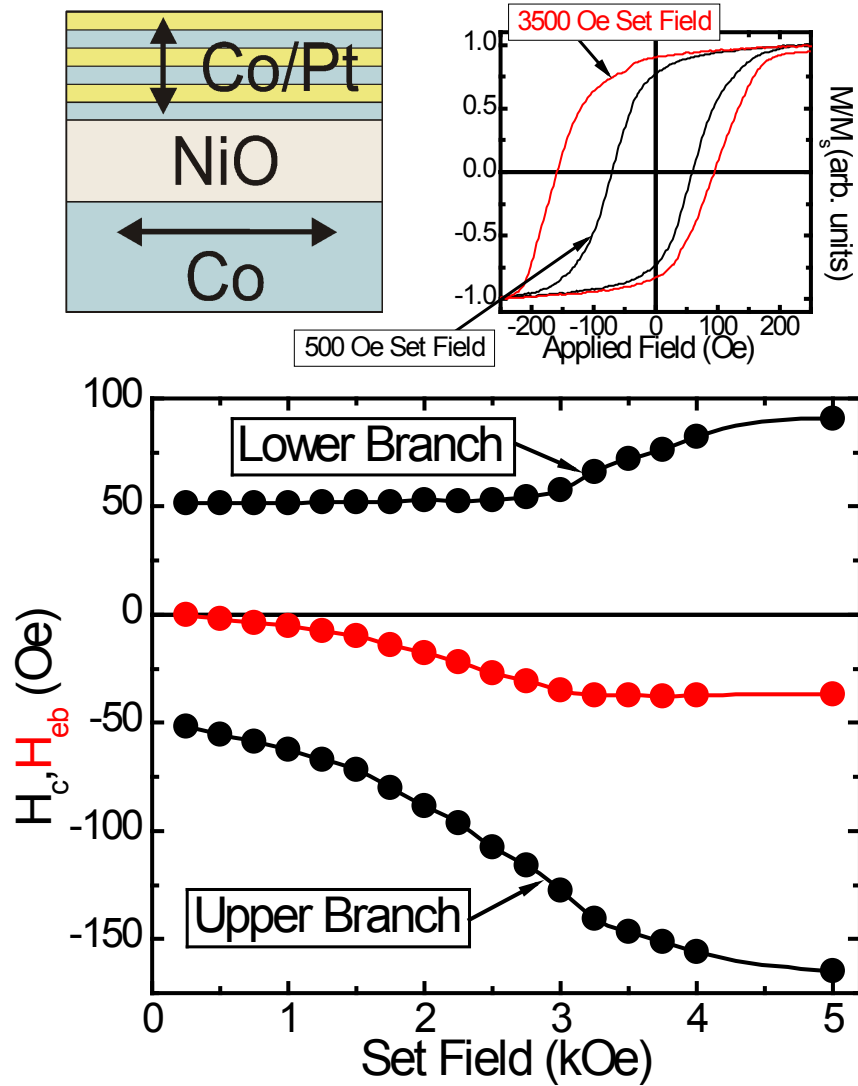 Co/Pt
NiO
Co
3500 Oe Set Field
1.0
0.5
0.0
-0.5
-1.0
M/Ms(arb. units)
-200 -100 0 100 200
Applied Field (Oe)
500 Oe Set Field
100
50
0
-50
-100
-150
Hc,Heb (Oe)
Lower Branch
Upper Branch
0 1 2 3 4 5
Set Field (kOe)